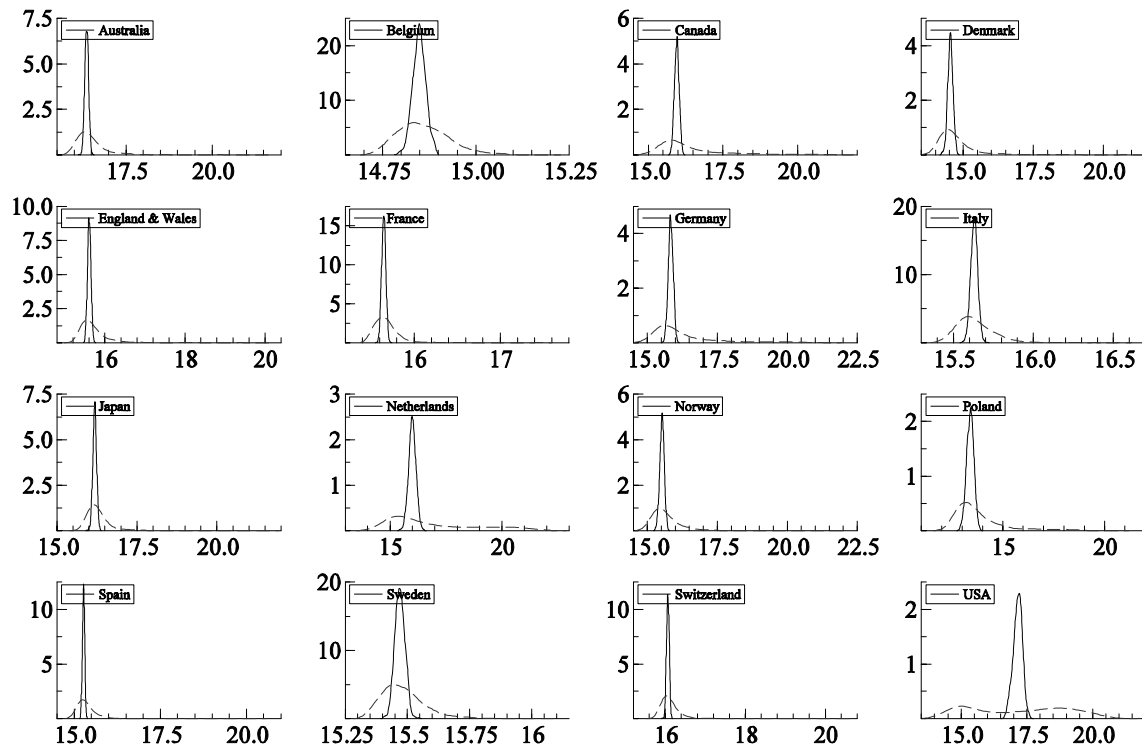 7.5 Australia Belgium 6 Canada Denmark
20 4
5.0 4
10 2
2.5 2
17.5 20.0 14.75 15.00 15.25 15.0 17.5 20.0 15.0 17.5 20.0
10.0 England & Wales France Germany 20 Italy
15
7.5 4
5.0 10 10
2
2.5 5
16 18 20 16 17 15.0 17.5 20.0 22.5 15.5 16.0 16.5
7.5 Japan 3 Netherlands 6 Norway Poland
2
5.0 2 4
1
2.5 1 2
15.0 17.5 20.0 15 20 15.0 17.5 20.0 22.5 15 20
Spain 20 Sweden Switzerland USA
10 10 2
10
5 5 1
15.0 17.5 20.0 15.25 15.5 15.75 16 16 18 20 15.0 17.5 20.0